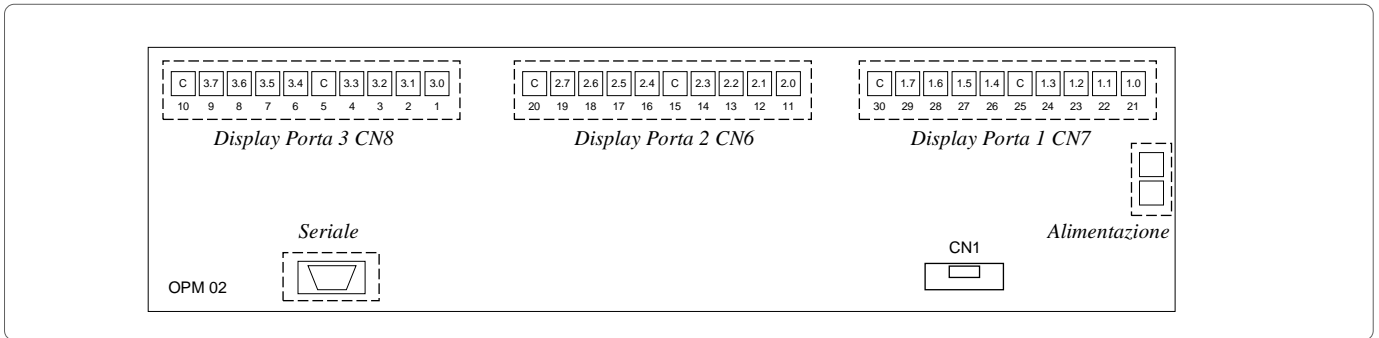 C 3.7 3.6 3.5 3.4 C 3.3 3.2 3.1 3.0 C 2.7 2.6 2.5 2.4 C 2.3 2.2 2.1 2.0 C 1.7 1.6 1.5 1.4 C 1.3 1.2 1.1 1.0
10 9 8 7 6 5 4 3 2 1 20 19 18 17 16 15 14 13 12 11 30 29 28 27 26 25 24 23 22 21
Display Porta 3 CN8 Display Porta 2 CN6 Display Porta 1 CN7
Seriale Alimentazione
CN1
OPM 02